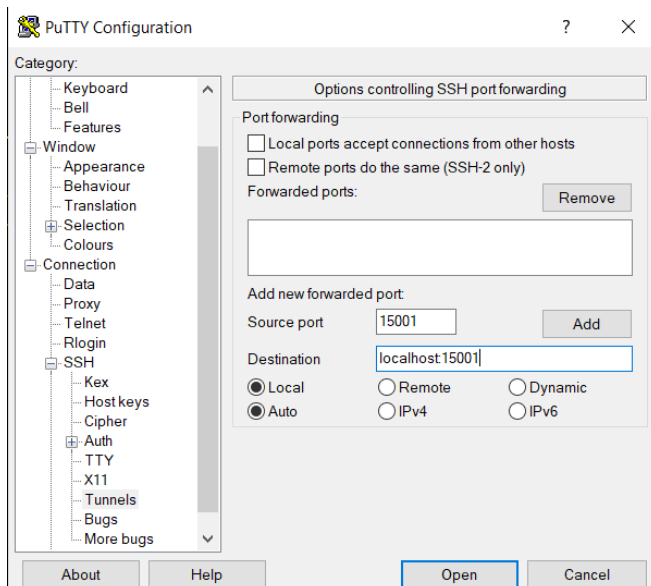 PuTTY Configuration
?
Category:
Keyboard
Bell
Features
Window
Appearance
Behaviour
Translation
Selection
Colours
Connection
Data
Proxy
Telnet
Rlogin
SSH
Kex
Host keys
Cipher
Auth
TTY
X11
Tunnels
Bugs
More bugs
Options controlling SSH port forwarding
Port forwarding
Local ports accept connections from other hosts
Remote ports do the same (SSH-2 only)
Forwarded ports:
Remove
Add new forwarded port:
Source port 15001 Add
Destination localhost:15001
Local Remote Dynamic
Auto IPv4 IPv6
About Help Open Cancel